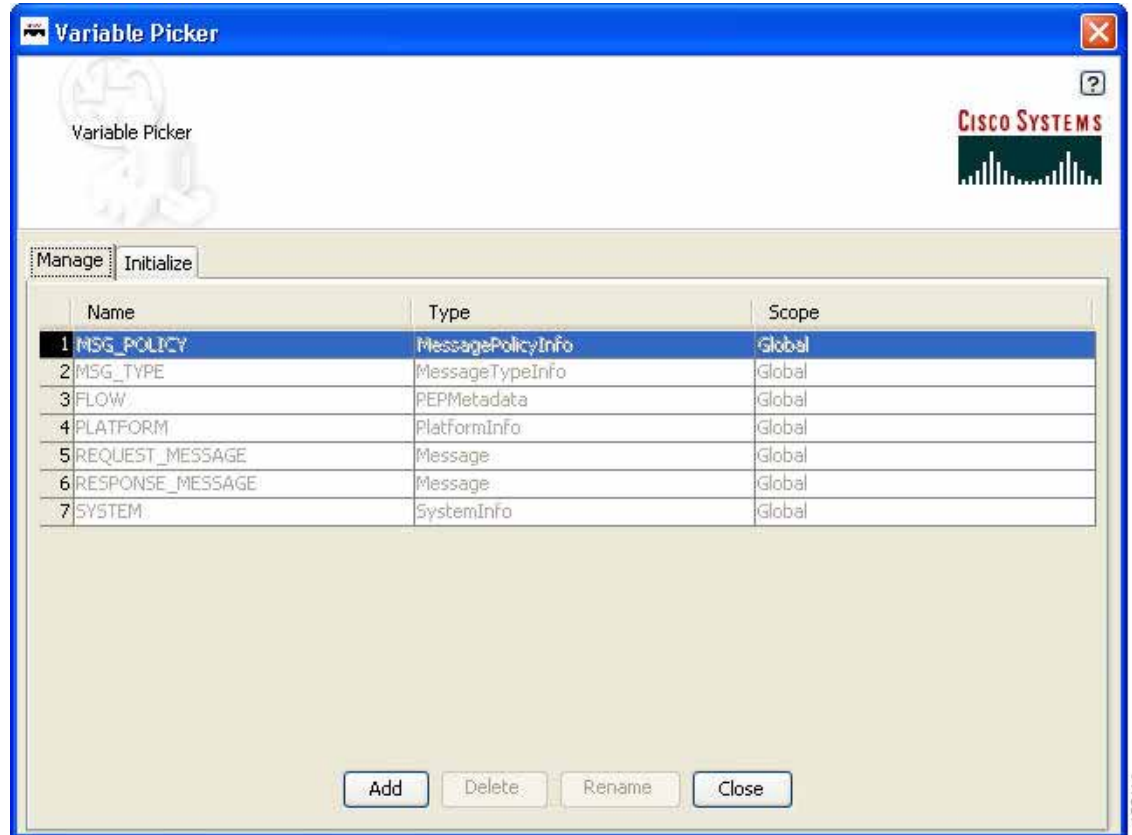 Variable Picker
?
Variable Picker
CISCO SYSTEMS
Manage Initialize
Name Type Scope
1 MSG_POLICY MessagePolicyInfo Global
2 MSG_TYPE MessageTypeInfo Global
3 FLOW PEPMetadata Global
4 PLATFORM PlatformInfo Global
5 REQUEST_MESSAGE Message Global
6 RESPONSE_MESSAGE Message Global
7 SYSTEM SystemInfo Global
Add Delete Rename Close